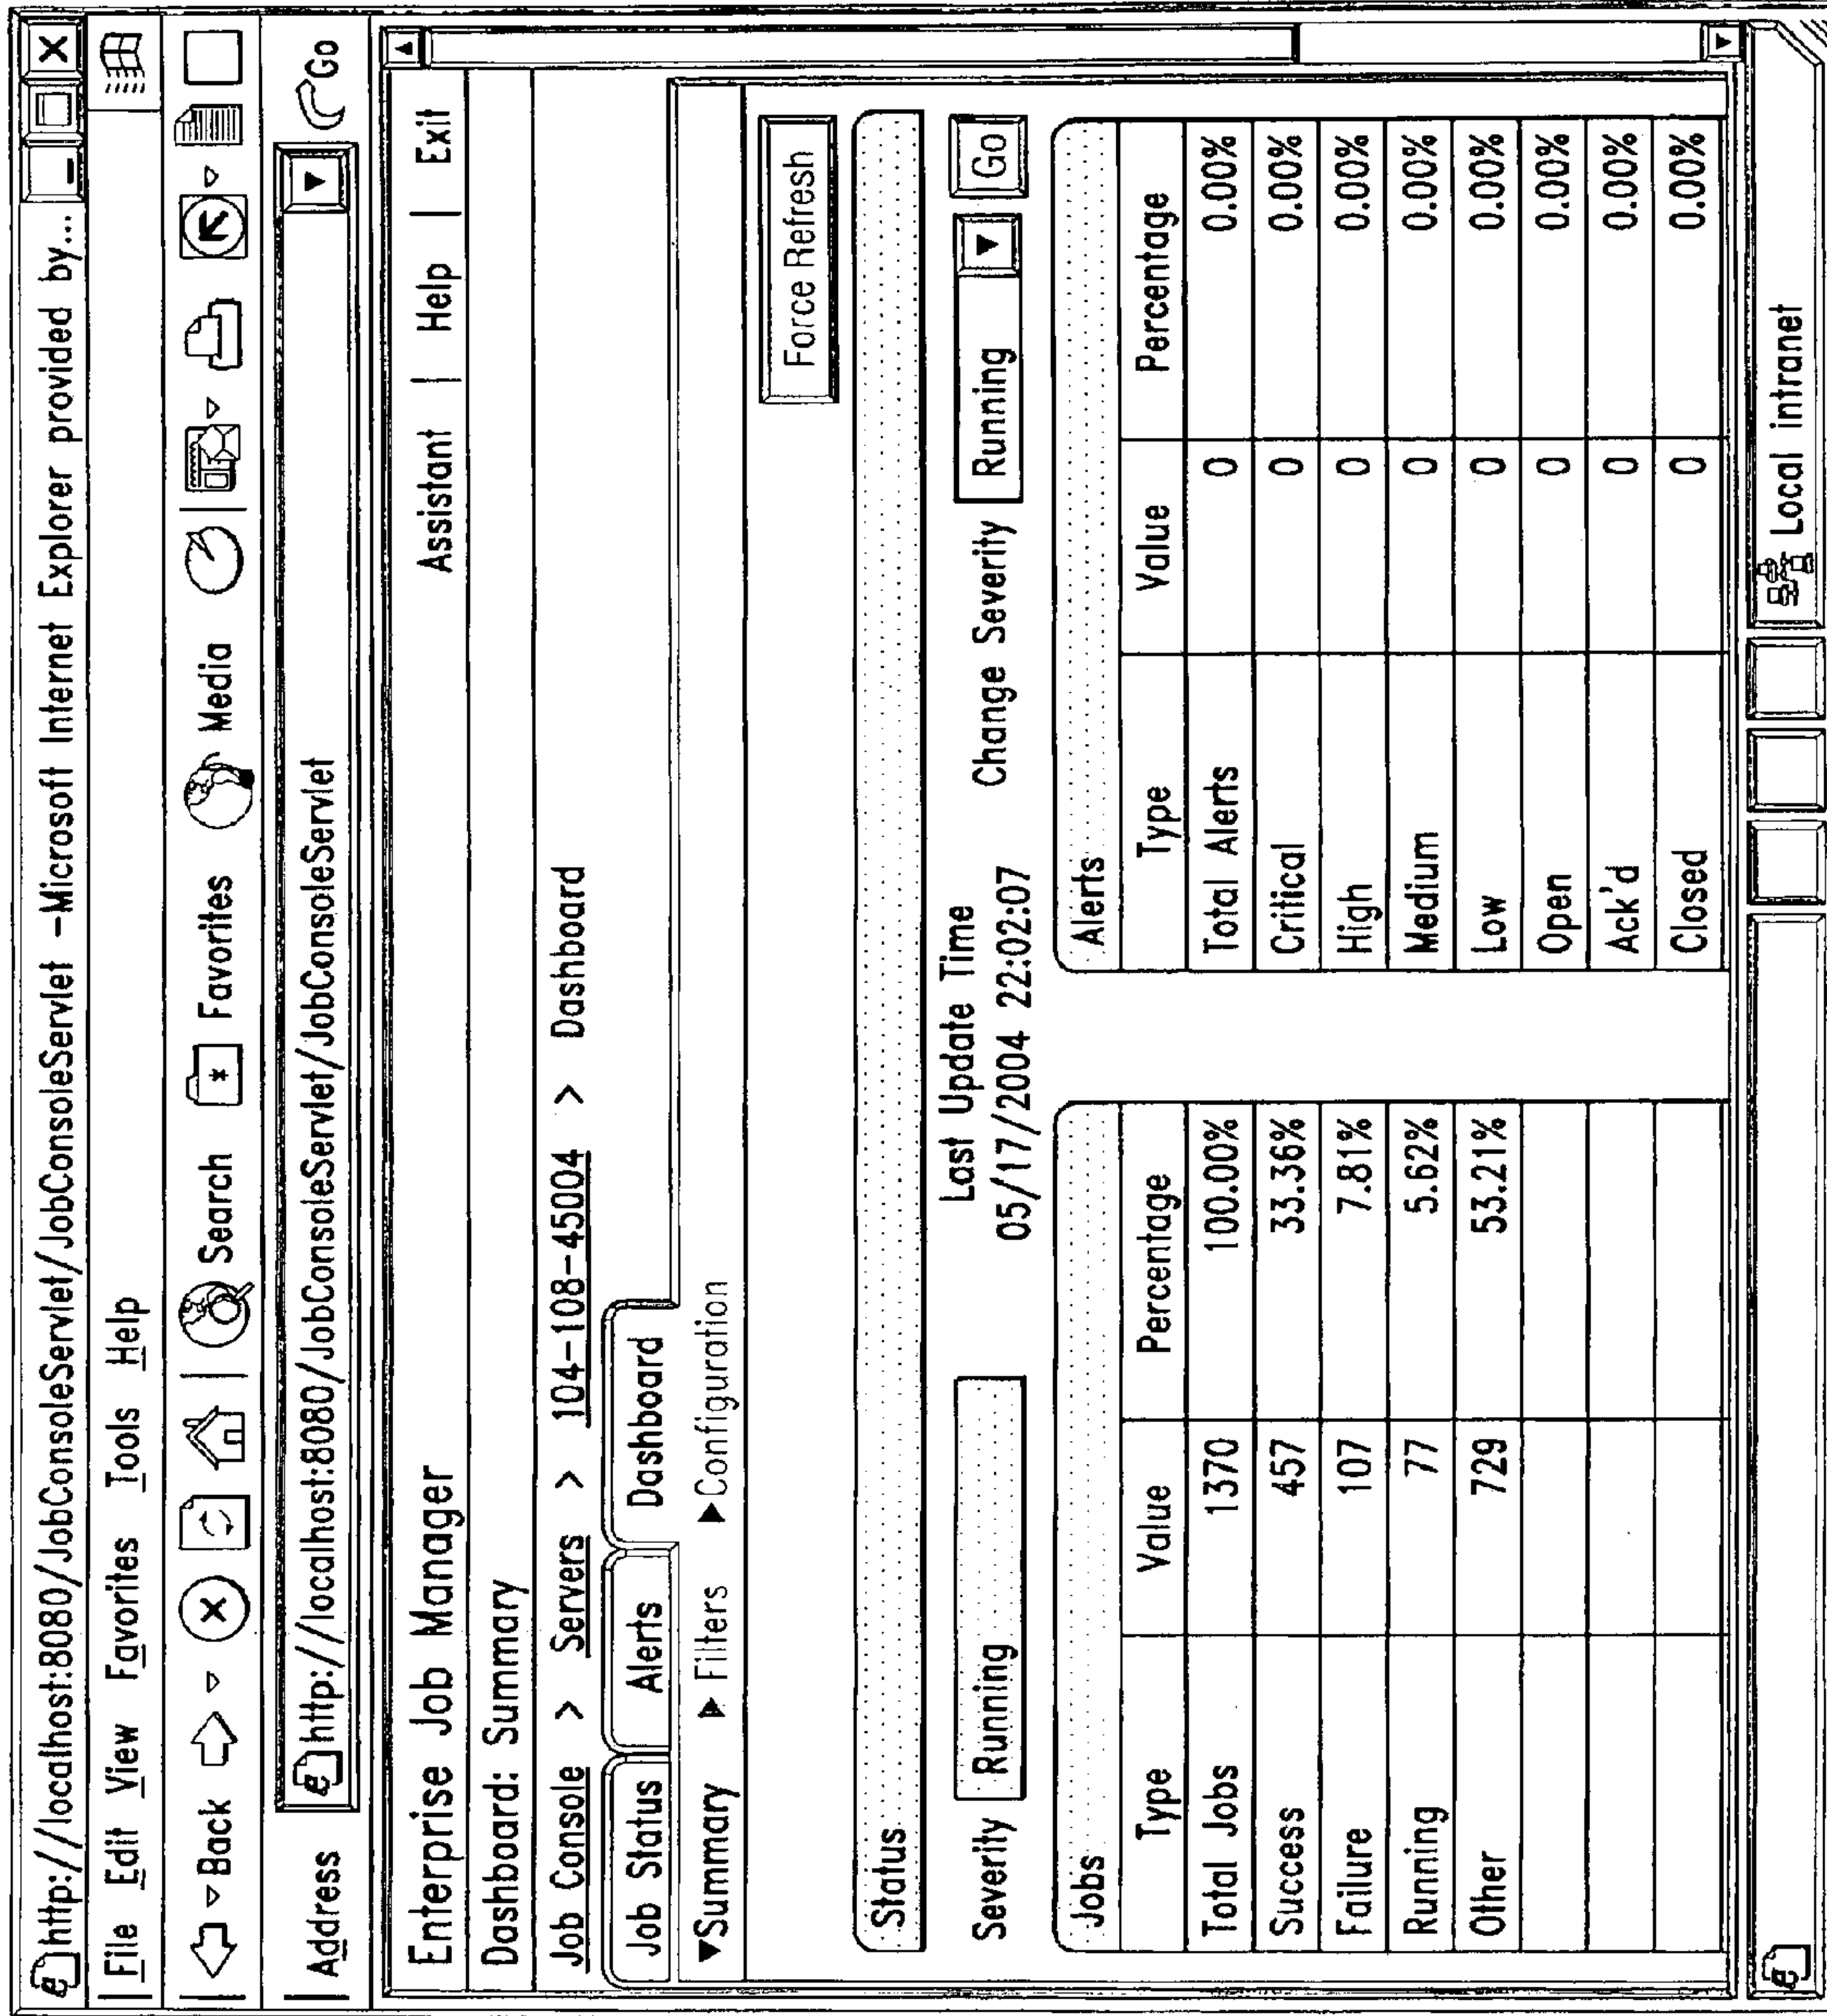 http://localhost:8080/JobConsoleServlet/JobConsoleServlet -Microsoft Internet Explorer provided by...
File Edit View Favorites Tools Help
Back Search Favorites Media
Address http://localhost:8080/JobConsoleServlet/JobConsoleServlet Go
Enterprise Job Manager Assistant | Help | Exit
Dashboard: Summary
Job Console > Servers > 104-108-45004 > Dashboard
Job Status Alerts Dashboard
▼Summary ▶ Filters ▶Configuration
Force Refresh
Status
Last Update Time
Severity Running 05/17/2004 22:02:07 Change Severity Running Go
Jobs Alerts
Type Value Percentage Type Value Percentage
Total Jobs 1370 100.00% Total Alerts 0 0.00%
Success 457 33.36% Critical 0 0.00%
Failure 107 7.81% High 0 0.00%
Running 77 5.62% Medium 0 0.00%
Other 729 53.21% Low 0 0.00%
Open 0 0.00%
Ack'd 0 0.00%
Closed 0 0.00%
Local intranet